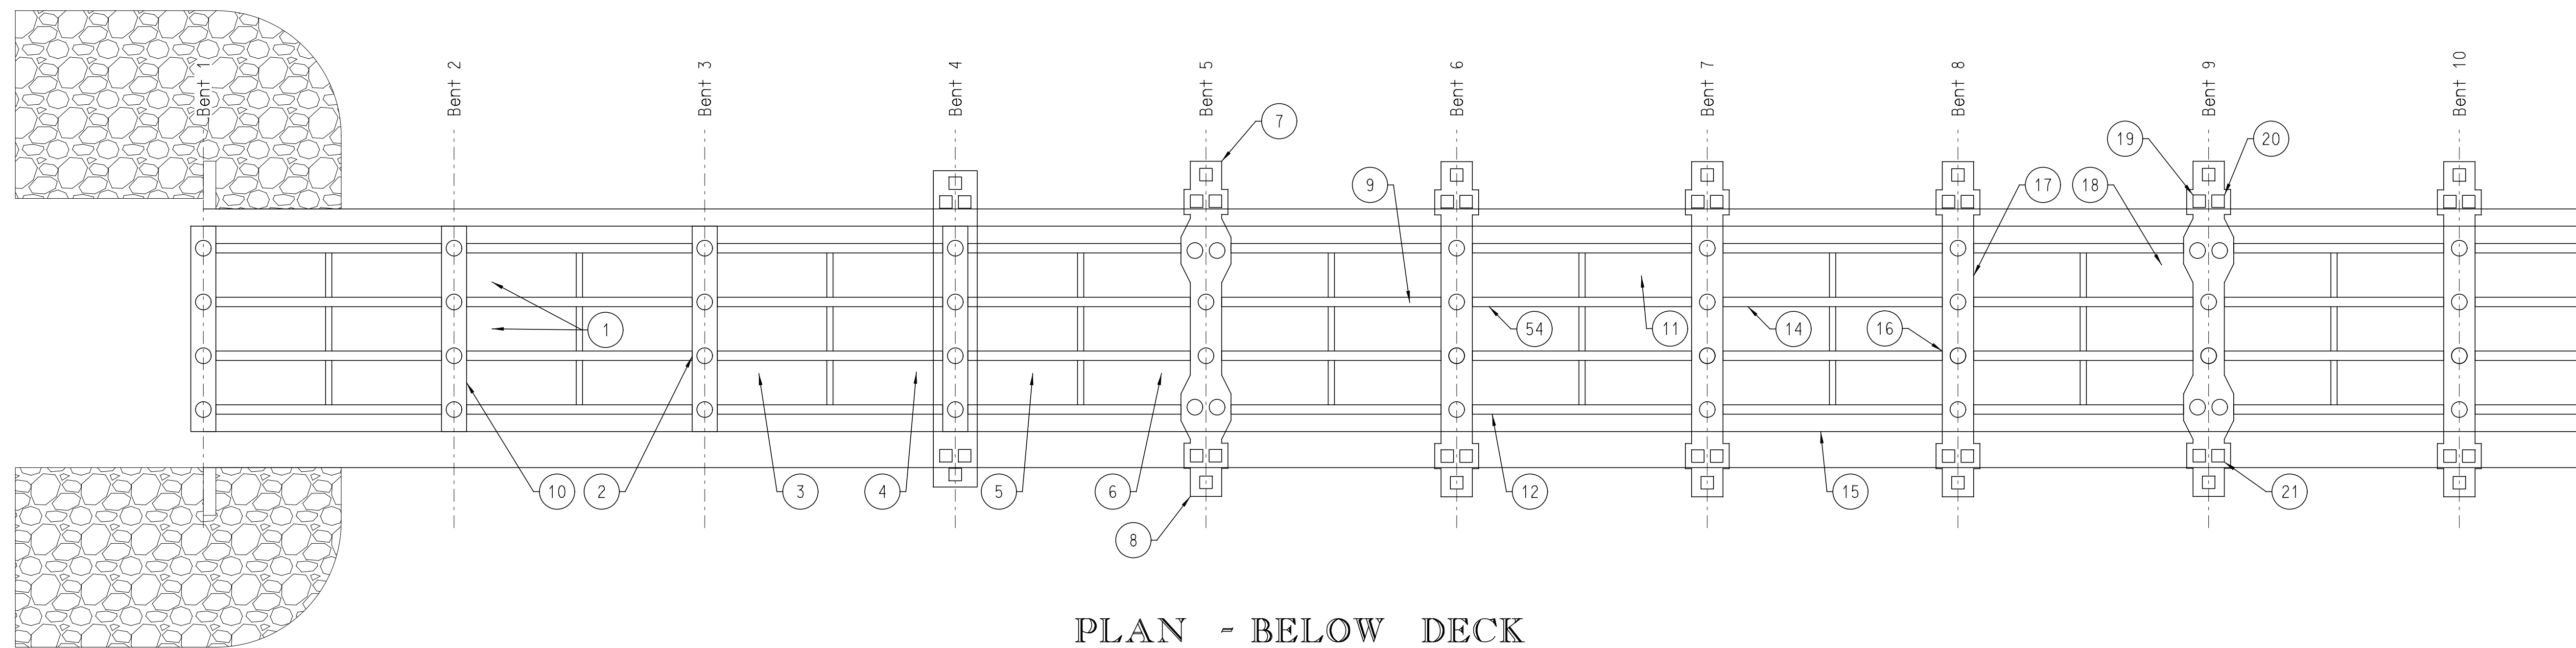 Bent 1
Bent 2
Bent 3
Bent 4
Bent 5
Bent 6
Bent 7
Bent 8
Bent 9
Bent 10
7
19
20
9
17
18
1
54
11
14
16
10
2
3
4
5
6
12
15
21
8
PLAN - BELOW DECK